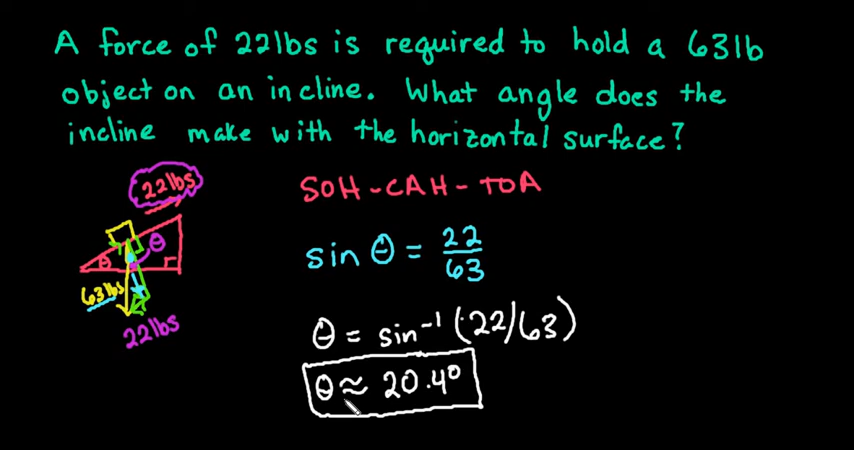 A force of 22lbs is required to hold a 63lb
object on an incline. What angle does the
incline make with the horizontal surface?
22lbs
SOH-CAH-TOA
θ
θ
sin θ = 22/63
63lbs
22lbs
θ = sin⁻¹ (22/63)
θ ≈ 20.4°